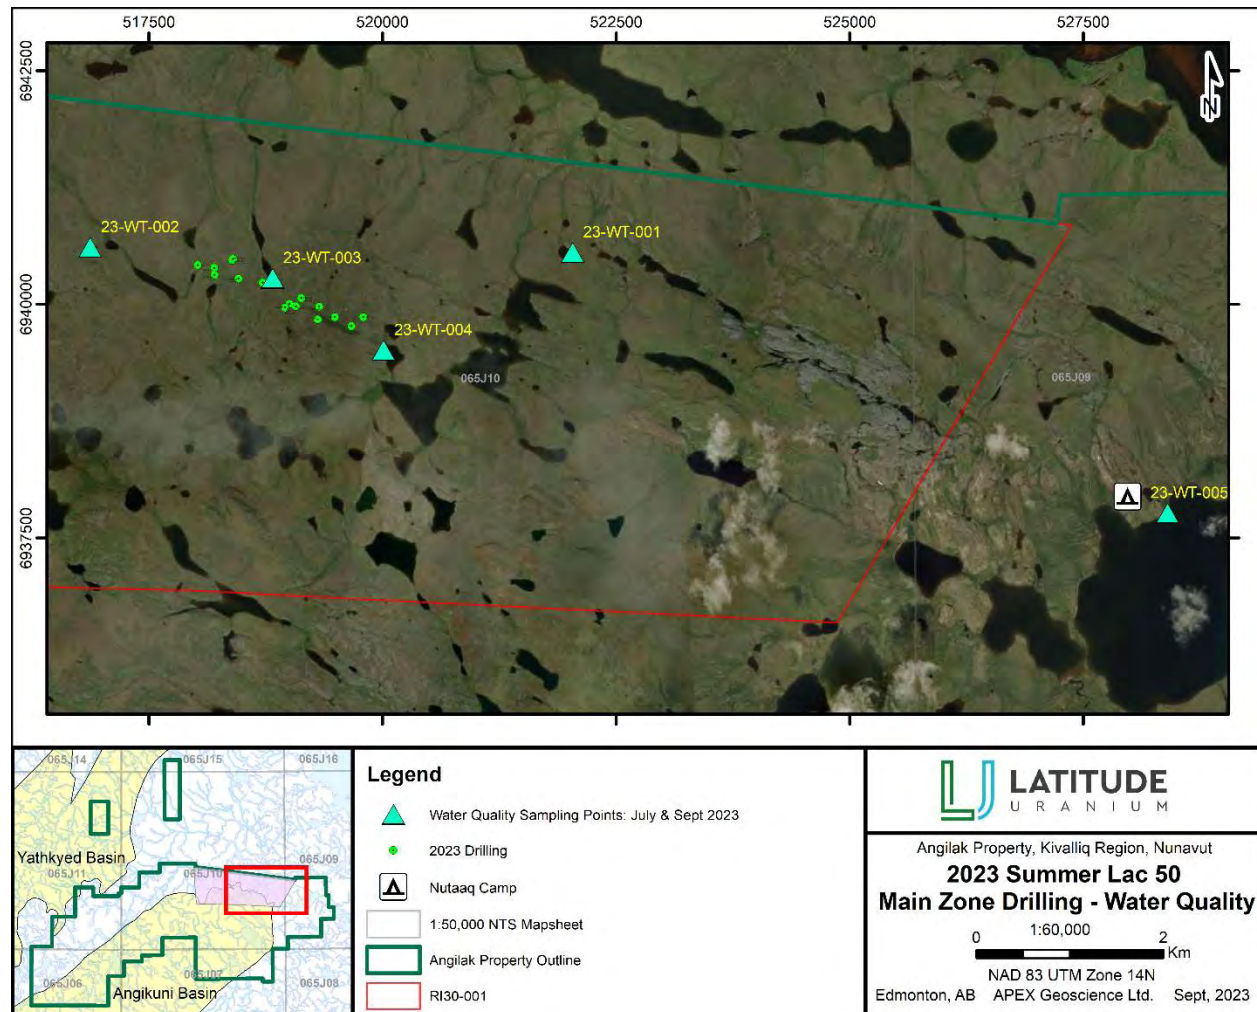 517500 520000 522500 525000 527500
6942500
N
23-WT-002
23-WT-001
23-WT-003
6940000
23-WT-004
065J10
065J09
23-WT-005
6937500
065J14 065J15 065J16
Yathkyed Basin
065J11 065J10 065J09
065J06 065J07 065J08
Angikuni Basin
Legend
Water Quality Sampling Points: July & Sept 2023
2023 Drilling
Nutaaq Camp
1:50,000 NTS Mapsheet
Angilak Property Outline
RI30-001
LATITUDE
URANIUM
Angilak Property, Kivalliq Region, Nunavut
2023 Summer Lac 50
Main Zone Drilling - Water Quality
0 1:60,000 2
Km
NAD 83 UTM Zone 14N
Edmonton, AB APEX Geoscience Ltd. Sept, 2023